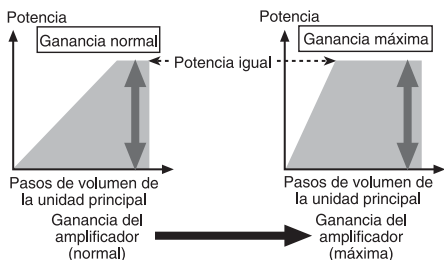 Potencia
Ganancia normal
Potencia
Ganancia máxima
Potencia igual
Pasos de volumen de
la unidad principal
Pasos de volumen de
la unidad principal
Ganancia del
amplificador
(normal)
Ganancia del
amplificador
(máxima)